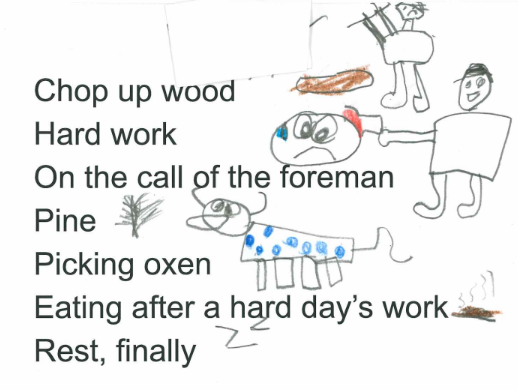 Chop up wood
Hard work
On the call of the foreman
Pine
Picking oxen
Eating after a hard day's work
Rest, finally